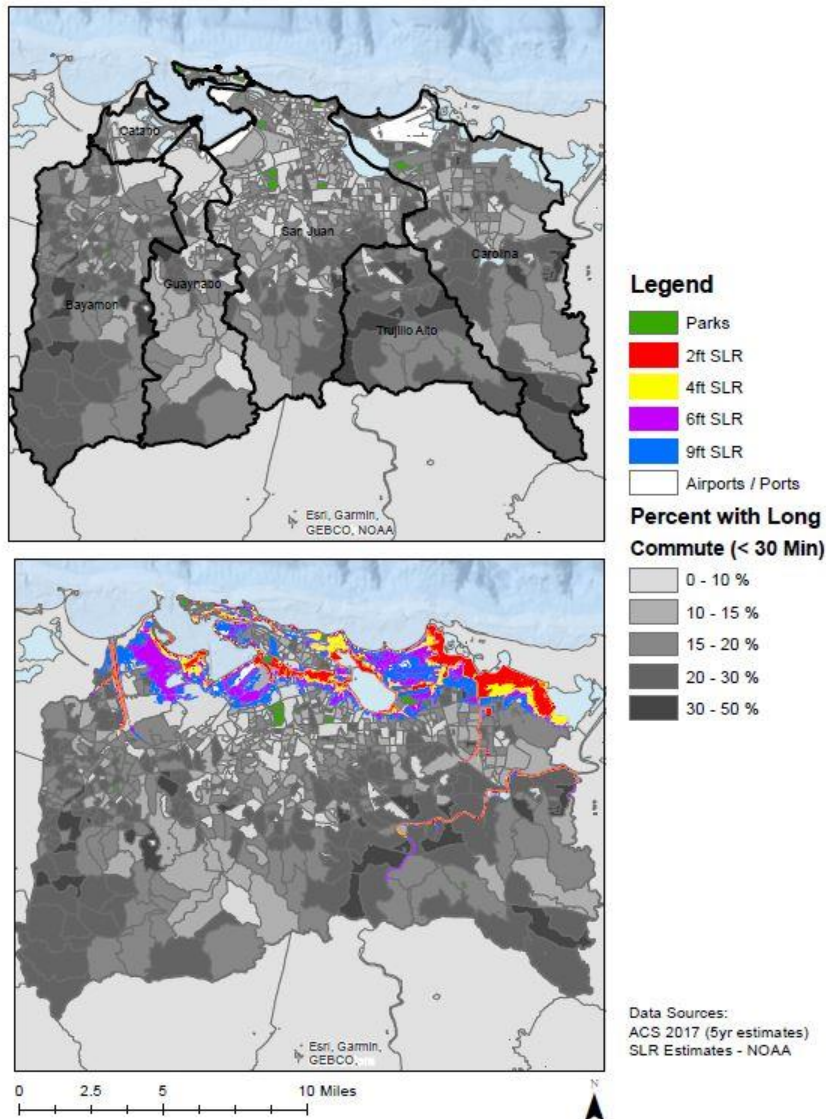 Catano
San Juan
Carolina
Guaynabo
Bayamon
Trujillo Alto
Esri, Garmin,
GEBCO, NOAA
Legend
Parks
2ft SLR
4ft SLR
6ft SLR
9ft SLR
Airports / Ports
Percent with Long
Commute (< 30 Min)
0 - 10 %
10 - 15 %
15 - 20 %
20 - 30 %
30 - 50 %
Esri, Garmin,
GEBCO,
Data Sources:
ACS 2017 (5yr estimates)
SLR Estimates - NOAA
0 2.5 5 10 Miles
N